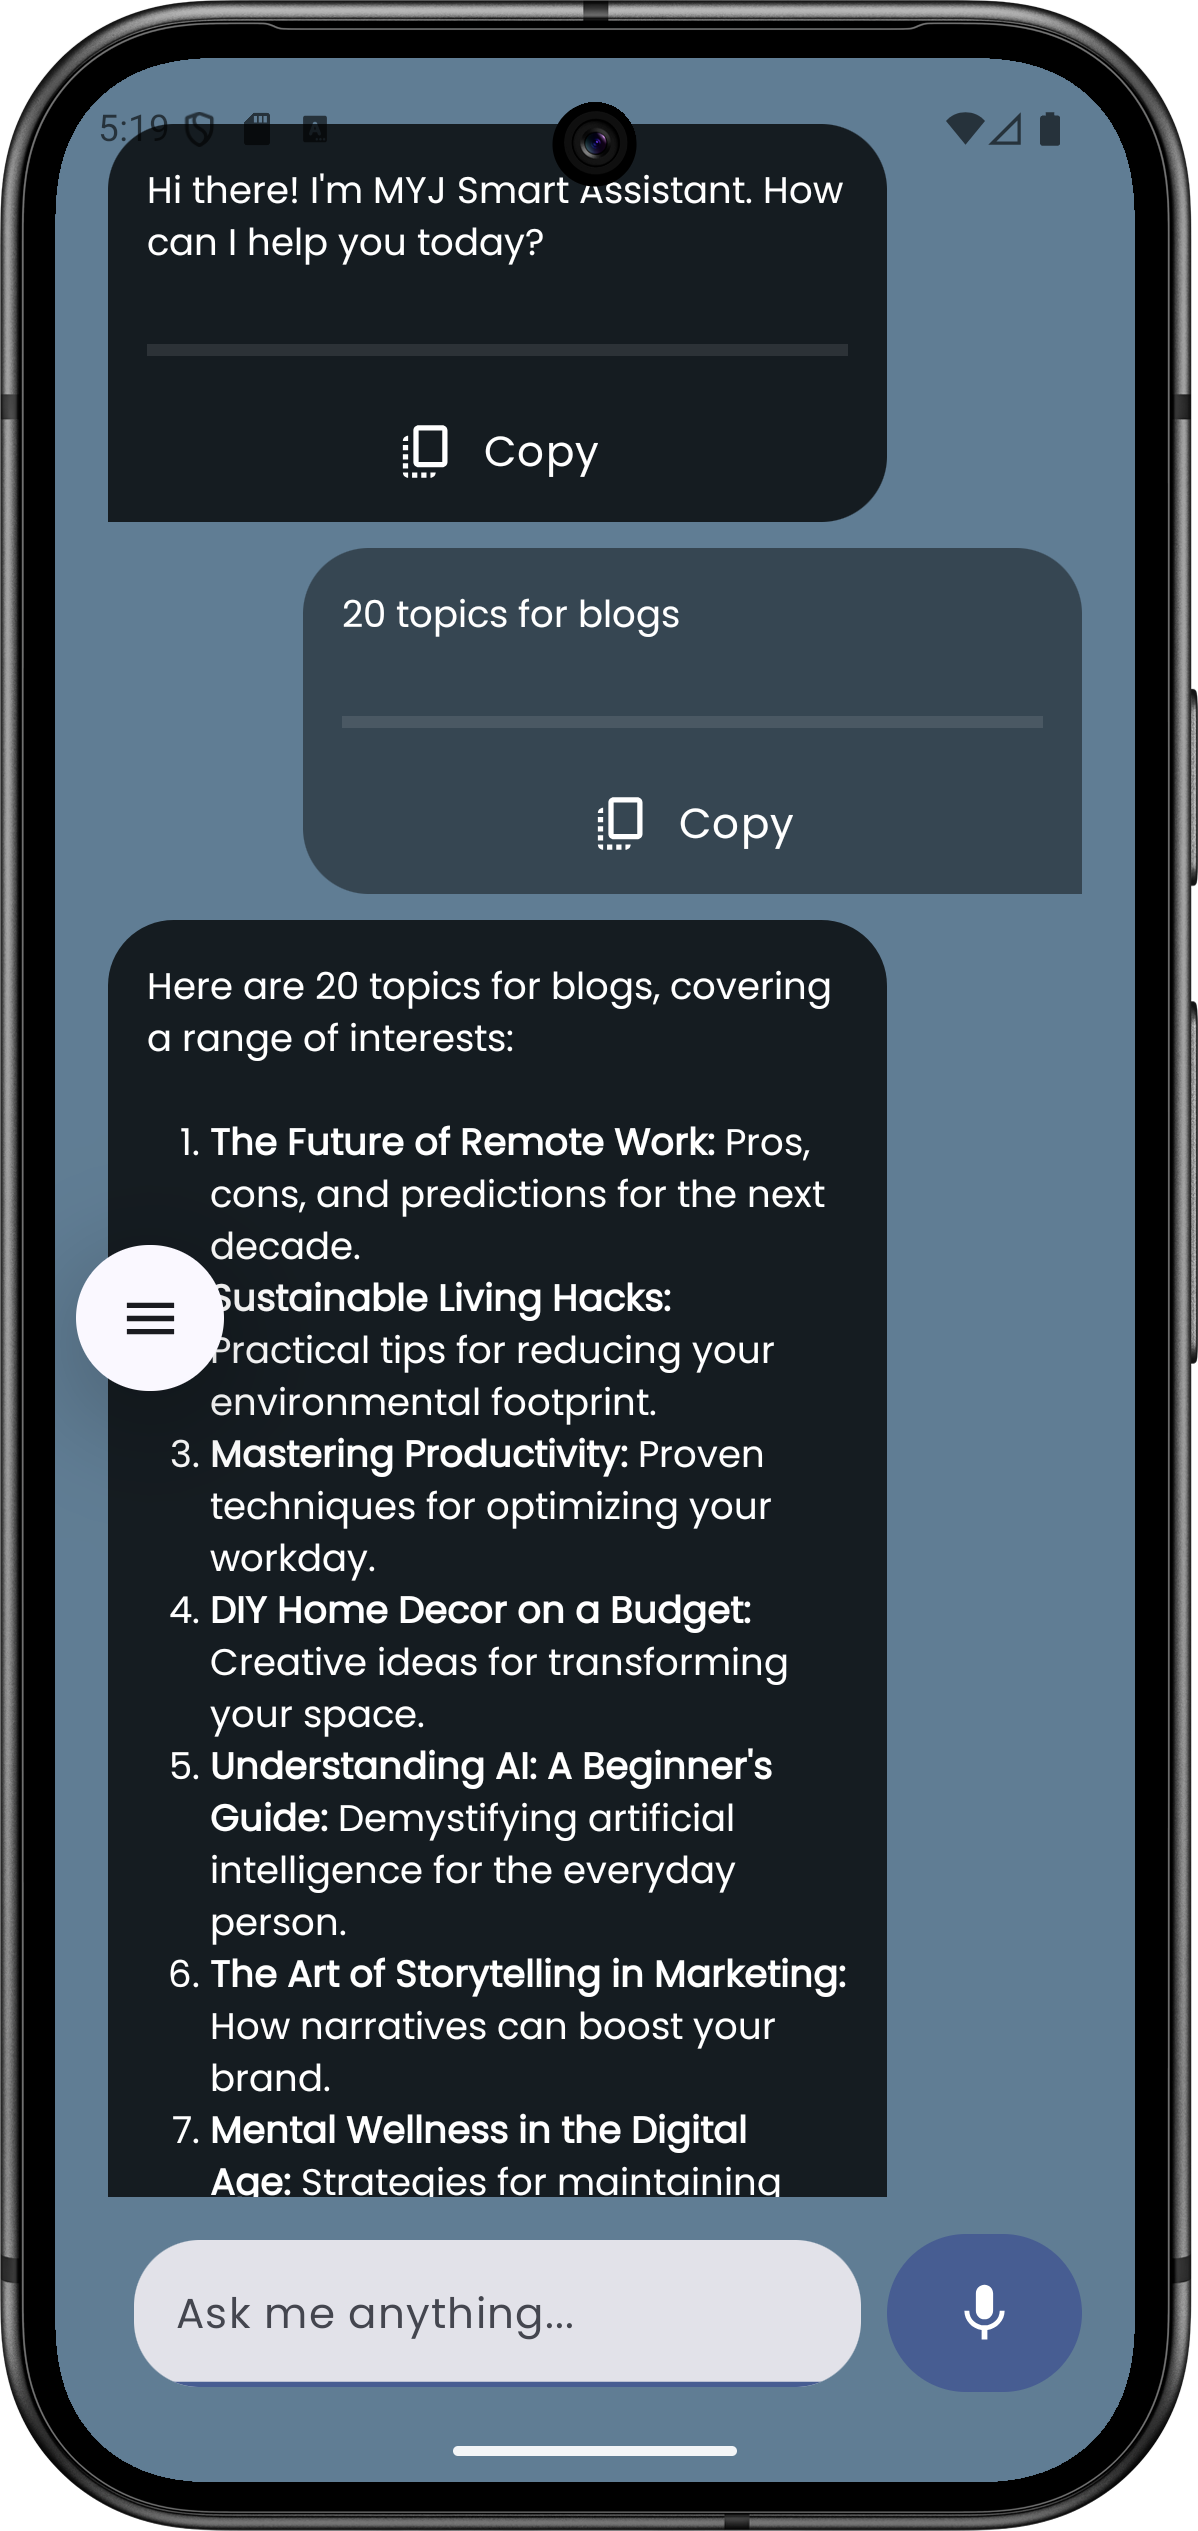 5:19
Hi there! I'm MYJ Smart Assistant. How
can I help you today?
Copy
20 topics for blogs
Copy
Here are 20 topics for blogs, covering
a range of interests:
1. The Future of Remote Work: Pros,
cons, and predictions for the next
decade.
Sustainable Living Hacks:
Practical tips for reducing your
environmental footprint.
3. Mastering Productivity: Proven
techniques for optimizing your
workday.
4. DIY Home Decor on a Budget:
Creative ideas for transforming
your space.
5. Understanding AI: A Beginner's
Guide: Demystifying artificial
intelligence for the everyday
person.
6. The Art of Storytelling in Marketing:
How narratives can boost your
brand.
7. Mental Wellness in the Digital
Age: Strategies for maintaining
Ask me anything...